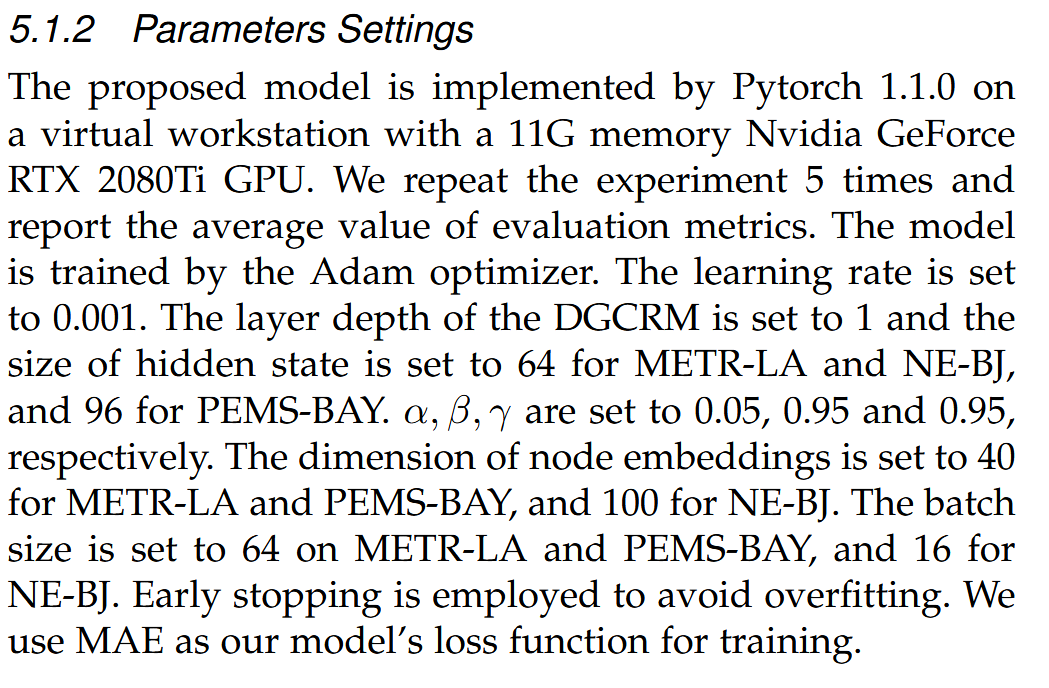 5.1.2 Parameters Settings
The proposed model is implemented by Pytorch 1.1.0 on
a virtual workstation with a 11G memory Nvidia GeForce
RTX 2080Ti GPU. We repeat the experiment 5 times and
report the average value of evaluation metrics. The model
is trained by the Adam optimizer. The learning rate is set
to 0.001. The layer depth of the DGCRM is set to 1 and the
size of hidden state is set to 64 for METR-LA and NE-BJ,
and 96 for PEMS-BAY. α, β, γ are set to 0.05, 0.95 and 0.95,
respectively. The dimension of node embeddings is set to 40
for METR-LA and PEMS-BAY, and 100 for NE-BJ. The batch
size is set to 64 on METR-LA and PEMS-BAY, and 16 for
NE-BJ. Early stopping is employed to avoid overfitting. We
use MAE as our model’s loss function for training.